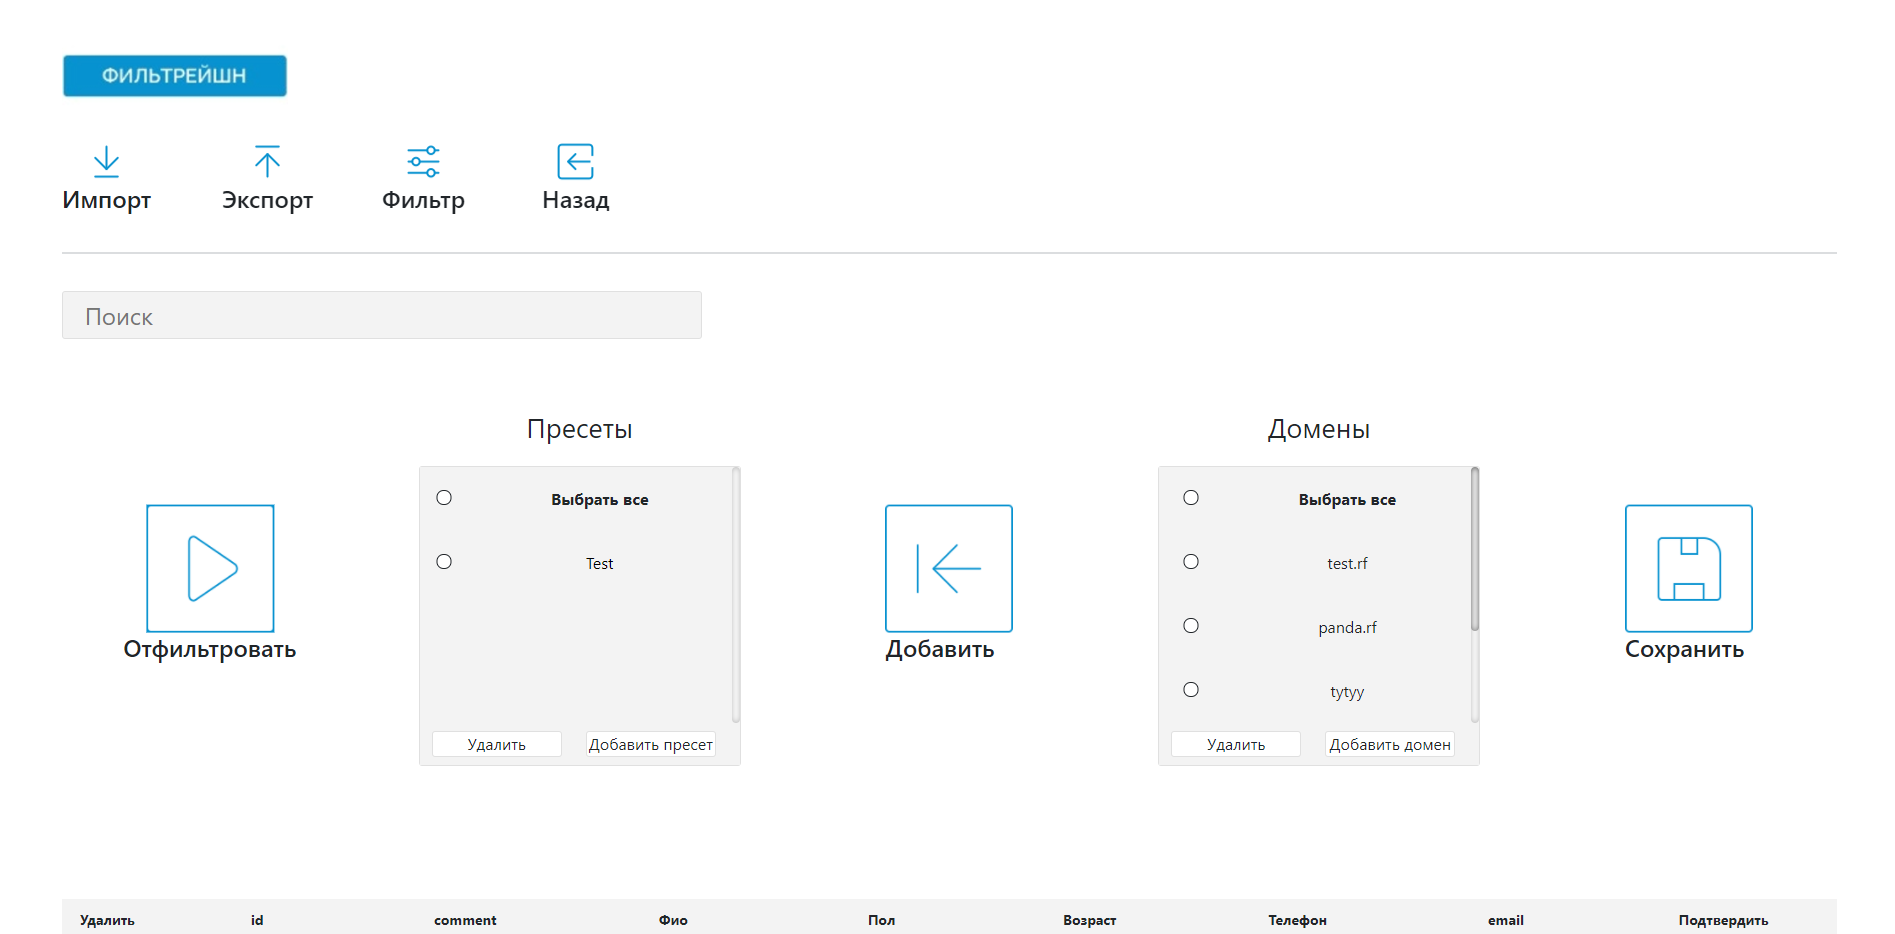 ФИЛЬТРЕЙШН
Импорт Экспорт Фильтр Назад
Поиск
Пресеты
Выбрать все
Test
Удалить Добавить пресет
Домены
Выбрать все
test.rf
panda.rf
tytyy
Удалить Добавить домен
Отфильтровать
Добавить
Сохранить
Удалить id comment Фио Пол Возраст Телефон email Подтвердить